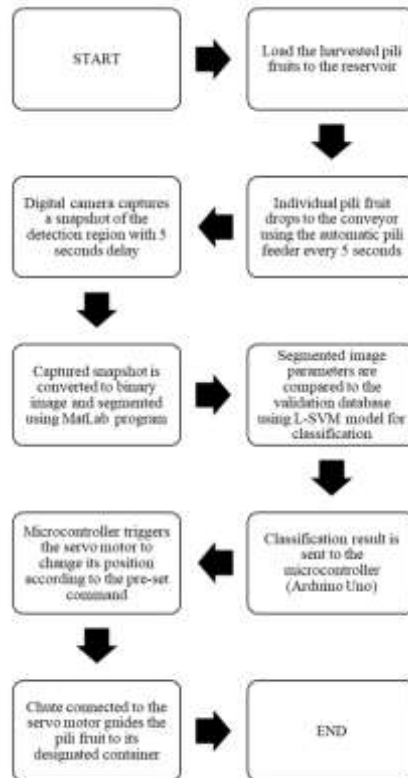 START
Load the harvested pili
fruits to the reservoir
Individual pili fruit
drops to the conveyor
using the automatic pili
feeder every 5 seconds
Digital camera captures
a snapshot of the
detection region with 5
seconds delay
Captured snapshot is
converted to binary
image and segmented
using MatLab program
Segmented image
parameters are
compared to the
validation database
using L-SVM model for
classification
Classification result is
sent to the
microcontroller
(Arduino Uno)
Microcontroller triggers
the servo motor to
change its position
according to the pre-set
command
Chute connected to the
servo motor guides the
pili fruit to its
designated container
END